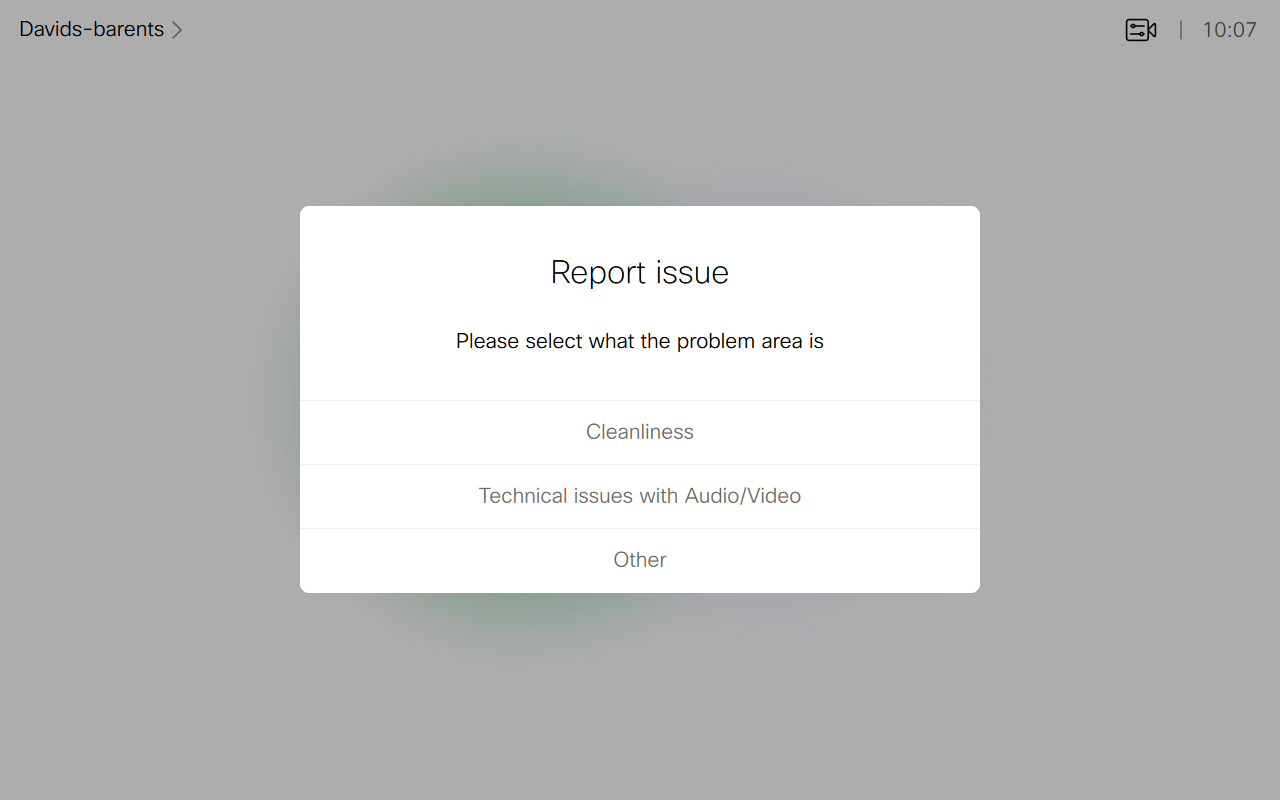 Davids-barents
10:07
Report issue
Please select what the problem area is
Cleanliness
Technical issues with Audio/Video
Other